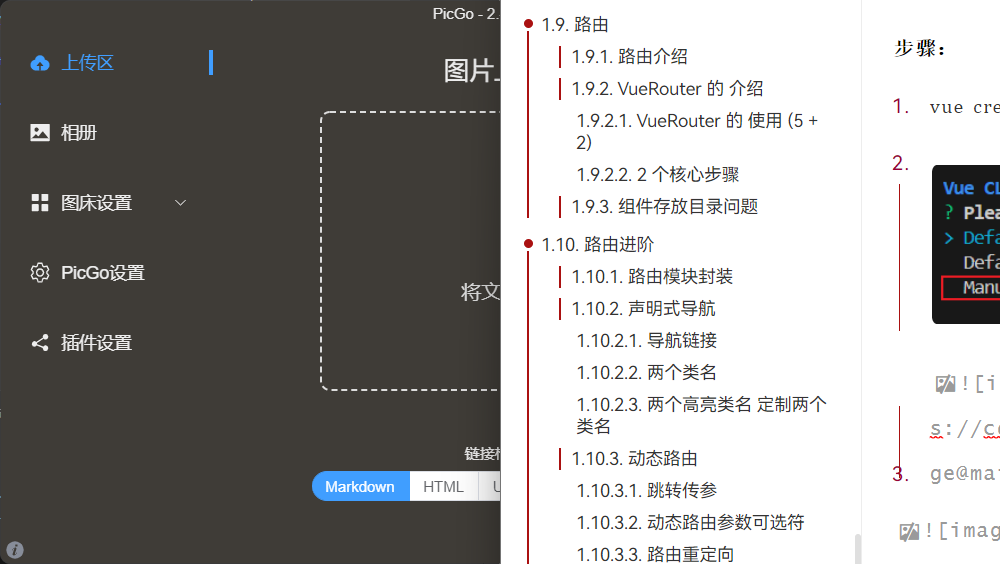 PicGo - 2.
上传区
相册
图床设置
PicGo设置
插件设置
图片
将文
链接
Markdown
HTML
U
1.9. 路由
1.9.1. 路由介绍
1.9.2. VueRouter 的 介绍
1.9.2.1. VueRouter 的 使用 (5 +
2)
1.9.2.2. 2 个核心步骤
1.9.3. 组件存放目录问题
1.10. 路由进阶
1.10.1. 路由模块封装
1.10.2. 声明式导航
1.10.2.1. 导航链接
1.10.2.2. 两个类名
1.10.2.3. 两个高亮类名 定制两个
类名
1.10.3. 动态路由
1.10.3.1. 跳转传参
1.10.3.2. 动态路由参数可选符
1.10.3.3. 路由重定向
步骤：
1. vue cre
2.
Vue CL
? Plea
> Defa
Defa
Manu
![i
s://co
3. ge@ma
![imag